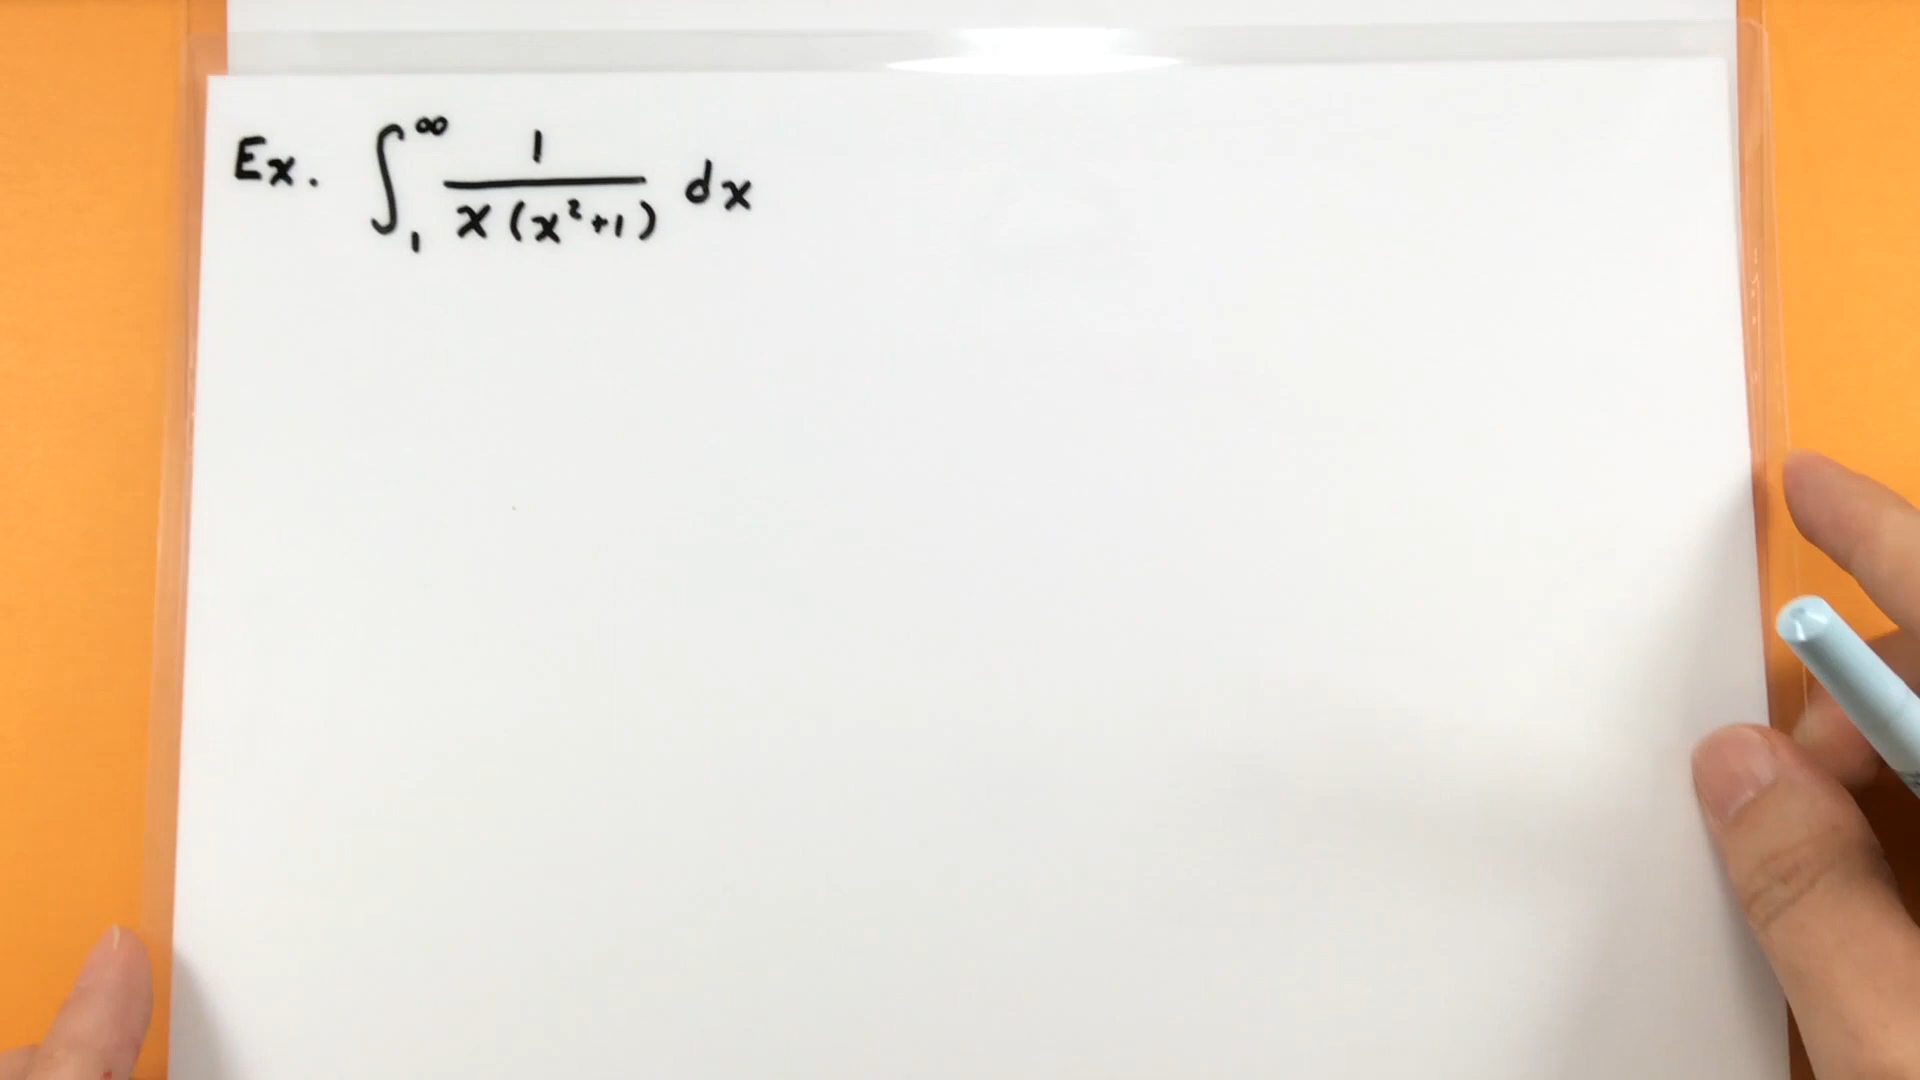 Ex. ∫₁^∞ 1/(x(x²+1)) dx